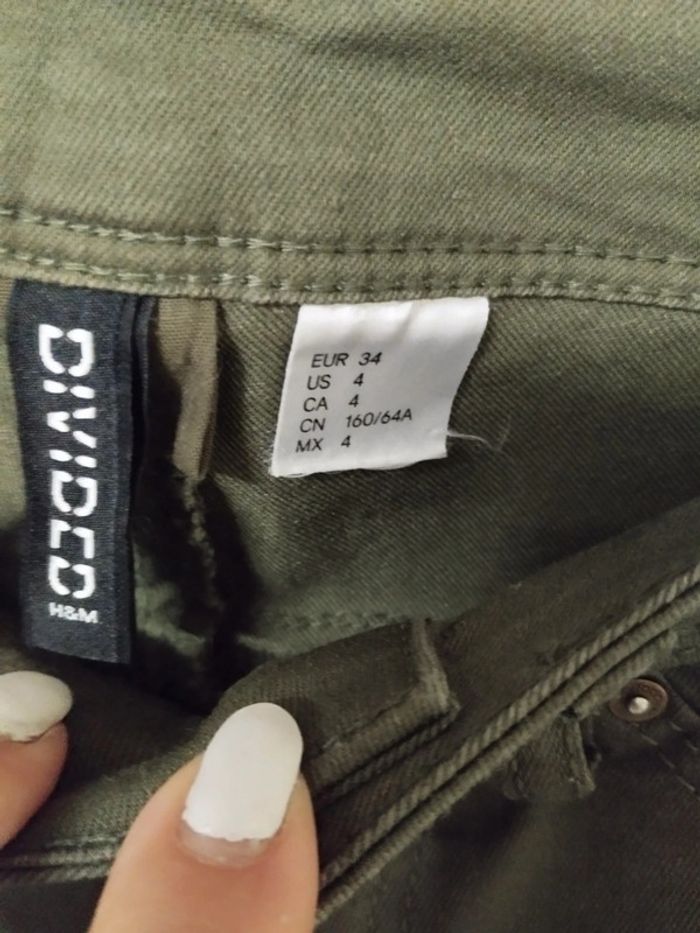 DIVIDED
H&M
EUR 34
US 4
CA 4
CN 160/64A
MX 4